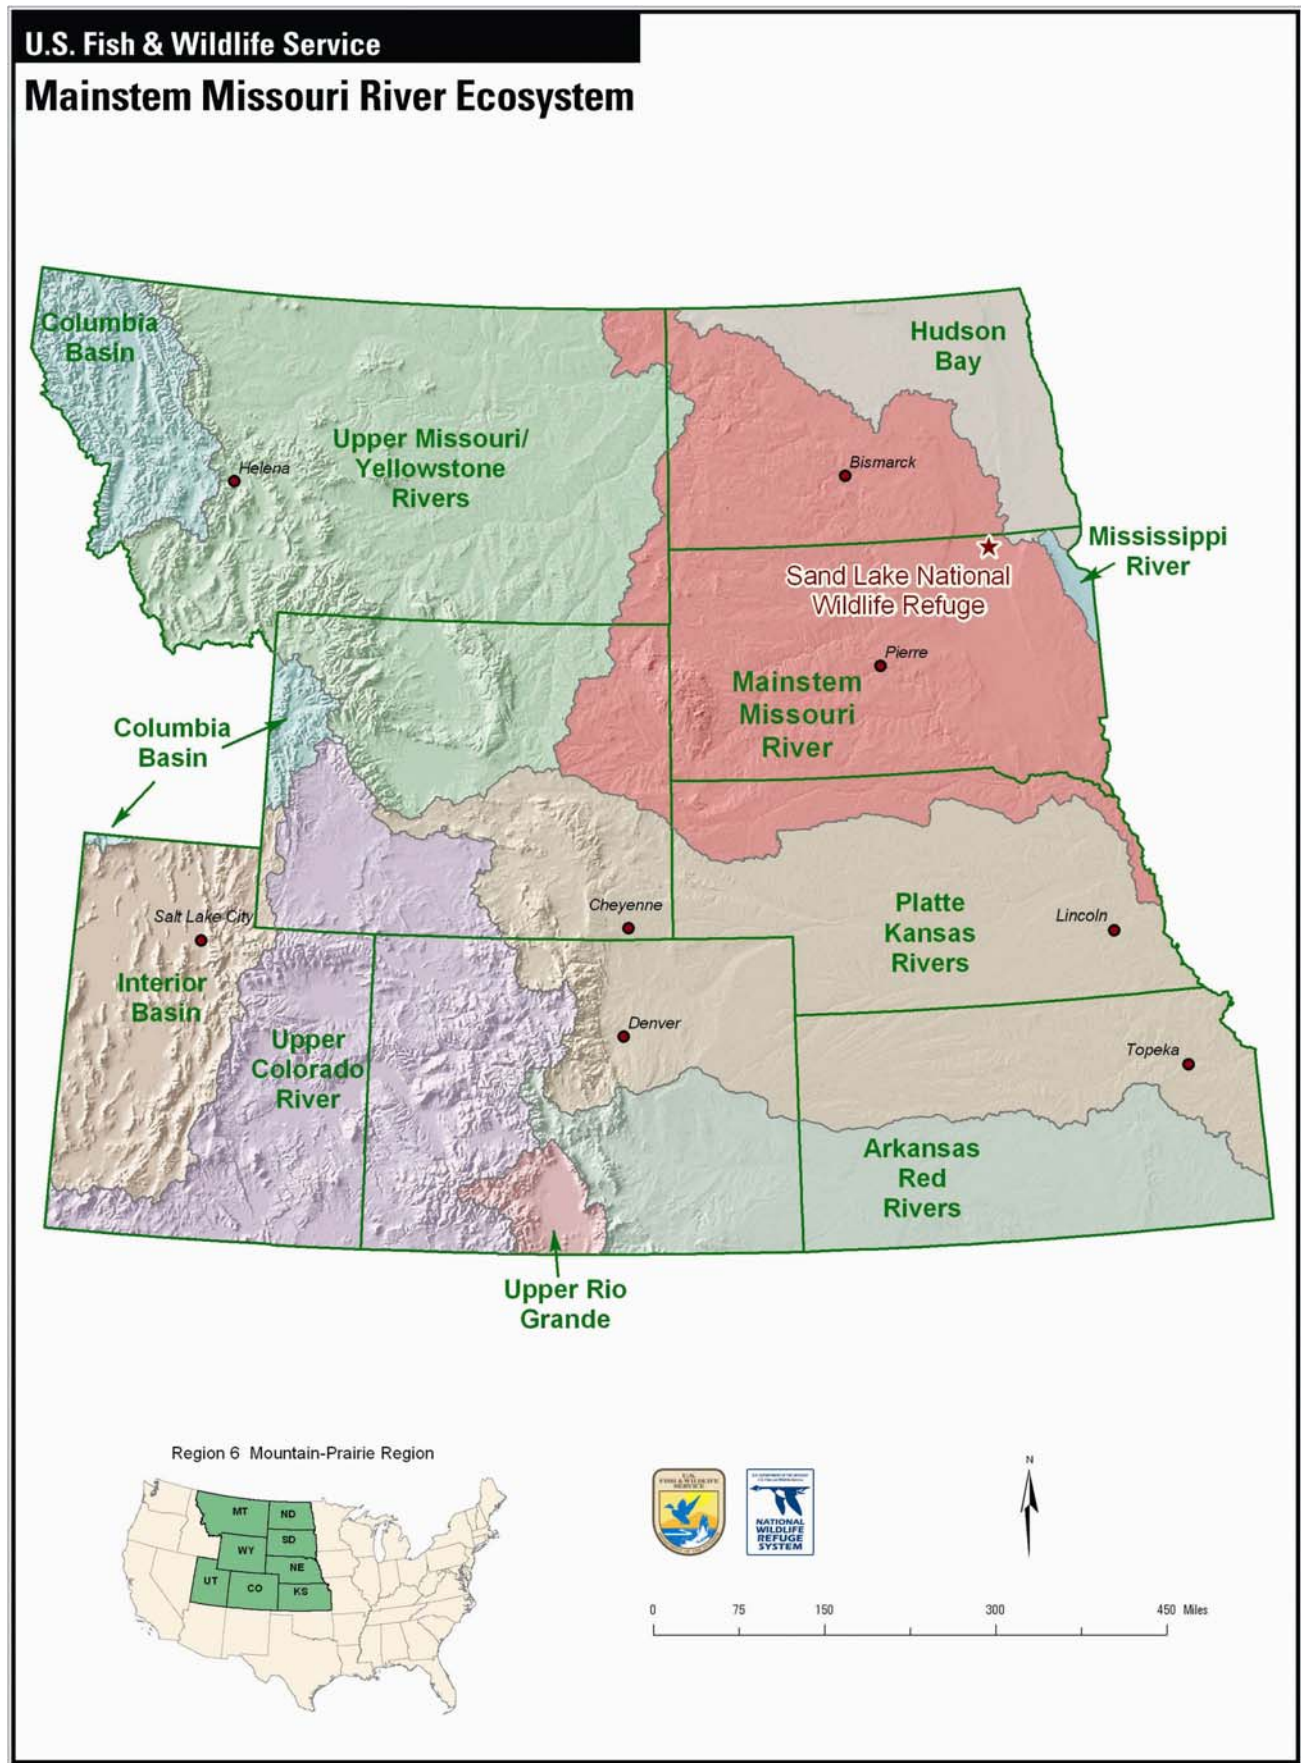 U.S. Fish & Wildlife Service
Mainstem Missouri River Ecosystem
Columbia
Basin
Hudson
Bay
Upper Missouri/
Yellowstone
Rivers
Helena
Bismarck
Mississippi
River
Sand Lake National
Wildlife Refuge
Pierre
Mainstem
Missouri
River
Columbia
Basin
Salt Lake City
Cheyenne
Platte
Kansas
Rivers
Lincoln
Interior
Basin
Upper
Colorado
River
Denver
Topeka
Arkansas
Red
Rivers
Upper Rio
Grande
Region 6 Mountain-Prairie Region
MT
ND
SD
WY
NE
UT
CO
KS
U.S.
FISH & WILDLIFE
SERVICE
NATIONAL
WILDLIFE
REFUGE
SYSTEM
N
0 75 150 300 450 Miles